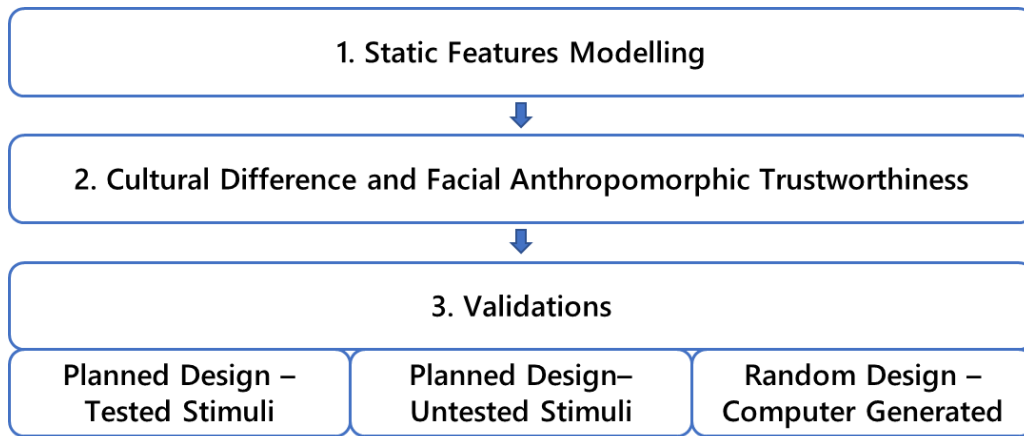 1. Static Features Modelling
2. Cultural Difference and Facial Anthropomorphic Trustworthiness
3. Validations
Planned Design –
Tested Stimuli
Planned Design–
Untested Stimuli
Random Design –
Computer Generated